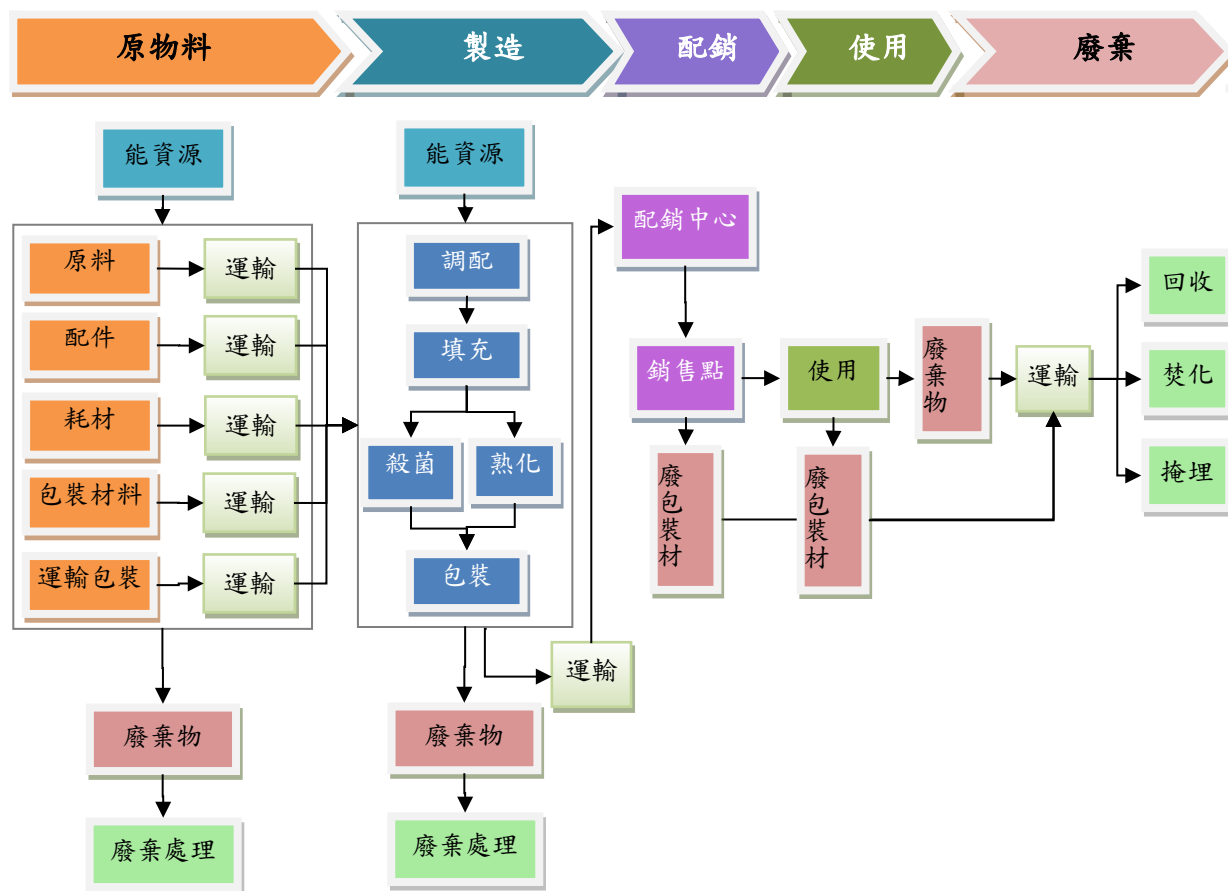 原物料
製造
配銷
使用
廢棄
能資源
原料
運輸
配件
運輸
耗材
運輸
包裝材料
運輸
運輸包裝
運輸
廢棄物
廢棄處理
能資源
調配
填充
殺菌
熟化
包裝
運輸
廢棄物
廢棄處理
配銷中心
銷售點
廢包裝材
使用
廢包裝材
廢棄物
運輸
回收
焚化
掩埋